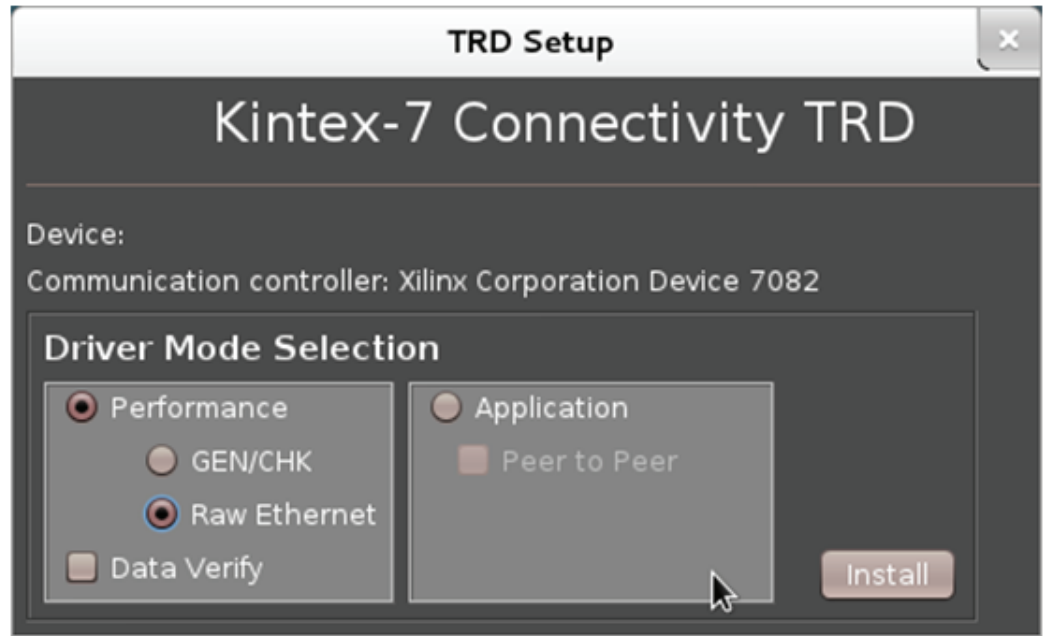 TRD Setup
Kintex-7 Connectivity TRD
Device:
Communication controller: Xilinx Corporation Device 7082
Driver Mode Selection
Performance
GEN/CHK
Raw Ethernet
Data Verify
Application
Peer to Peer
Install